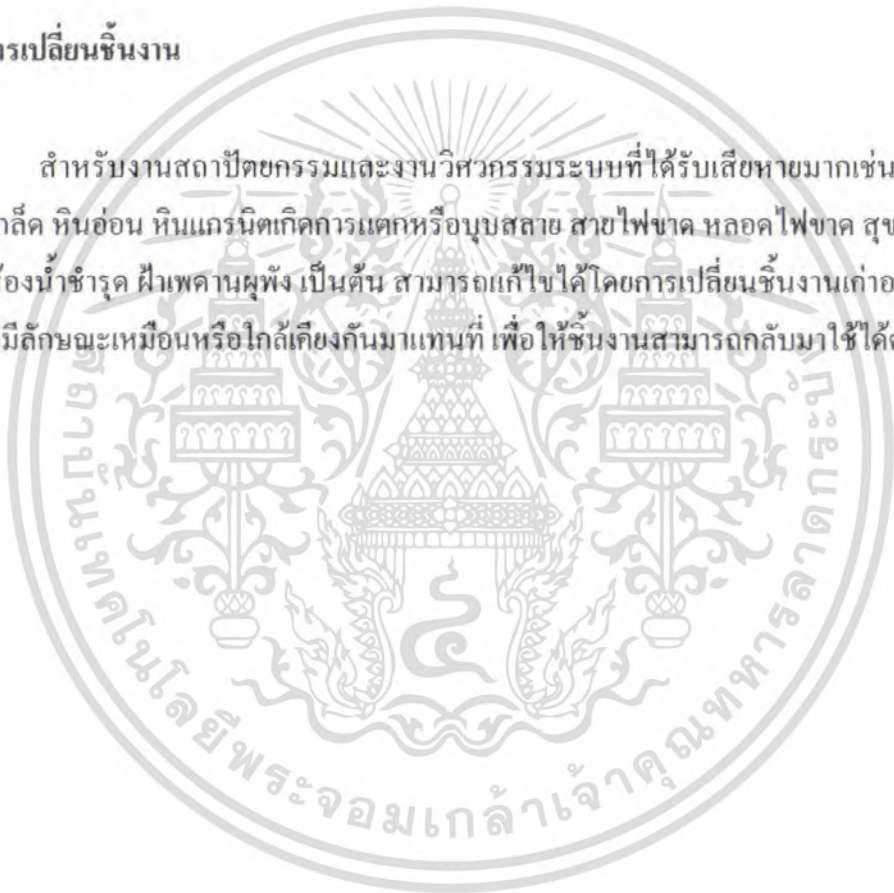 ารเปลี่ยนชิ้นงาน
สำหรับงานสถาปัตยกรรมและงานวิศวกรรมระบบที่ได้รับเสียหายมากเช่น
กล็ด หินอ่อน หินแกรนิตเกิดการแตกหรือบุบสลาย สายไฟขาด หลอดไฟขาด สุข
ร้องน้ำชำรุด ฝ้าเพดานผุพัง เป็นต้น สามารถแก้ไขได้โดยการเปลี่ยนชิ้นงานเก่าอ
มีลักษณะเหมือนหรือใกล้เคียงกันมาแทนที่ เพื่อให้ชิ้นงานสามารถกลับมาใช้ได้
สถาบันเทคโนโลยีพระจอมเกล้าเจ้าคุณทหารลาดกระบัง
๔